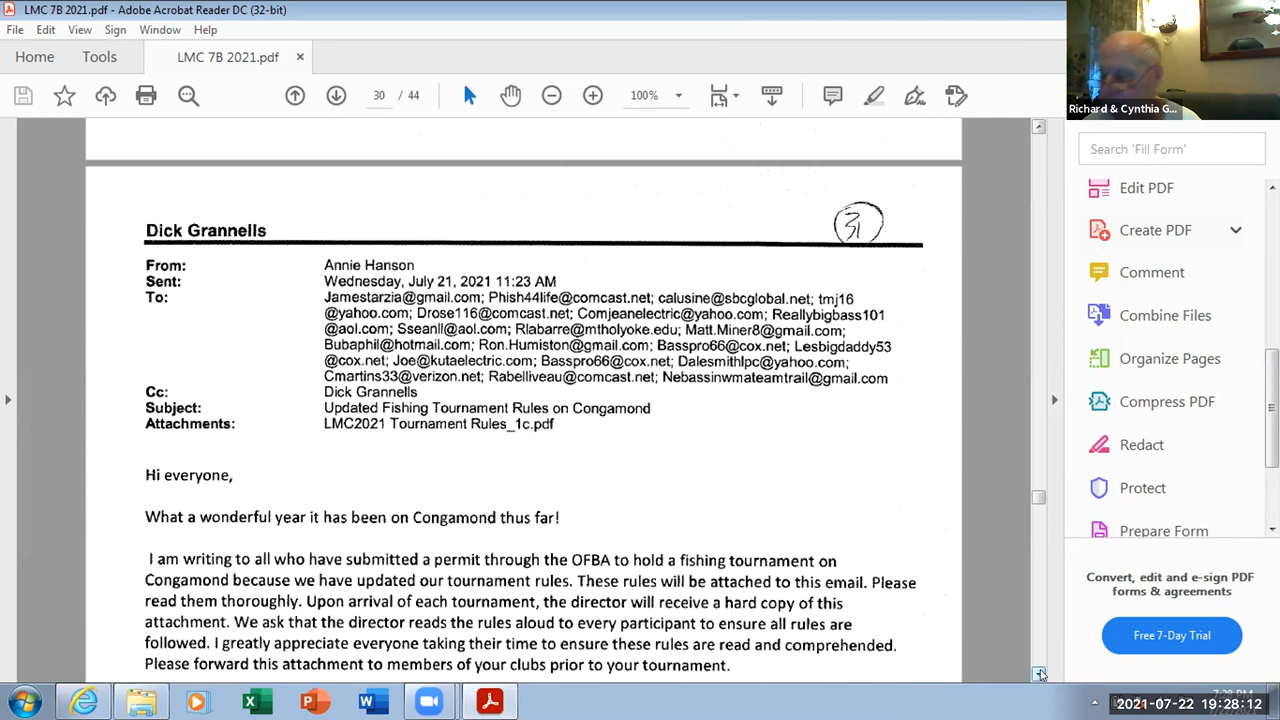 LMC 7B 2021.pdf - Adobe Acrobat Reader DC (32-bit)
File Edit View Sign Window Help
Home Tools LMC 7B 2021.pdf ×
30 / 44 100%
Richard & Cynthia G...
Search 'Fill Form'
Edit PDF
Create PDF
Comment
Combine Files
Organize Pages
Compress PDF
Redact
Protect
Prepare Form
Convert, edit and e-sign PDF
forms & agreements
Free 7-Day Trial
31
Dick Grannells
From: Annie Hanson
Sent: Wednesday, July 21, 2021 11:23 AM
To: Jamestarzia@gmail.com; Phish44life@comcast.net; calusine@sbcglobal.net; tmj16
@yahoo.com; Drose116@comcast.net; Comjeanelectric@yahoo.com; Reallybigbass101
@aol.com; Sseanll@aol.com; Rlabarre@mtholyoke.edu; Matt.Miner8@gmail.com;
Bubaphil@hotmail.com; Ron.Humiston@gmail.com; Basspro66@cox.net; Lesbigdaddy53
@cox.net; Joe@kutaelectric.com; Basspro66@cox.net; Dalesmithlpc@yahoo.com;
Cmartins33@verizon.net; Rabelliveau@comcast.net; Nebassinwmateamtrail@gmail.com
Cc: Dick Grannells
Subject: Updated Fishing Tournament Rules on Congamond
Attachments: LMC2021 Tournament Rules_1c.pdf
Hi everyone,
What a wonderful year it has been on Congamond thus far!
I am writing to all who have submitted a permit through the OFBA to hold a fishing tournament on
Congamond because we have updated our tournament rules. These rules will be attached to this email. Please
read them thoroughly. Upon arrival of each tournament, the director will receive a hard copy of this
attachment. We ask that the director reads the rules aloud to every participant to ensure all rules are
followed. I greatly appreciate everyone taking their time to ensure these rules are read and comprehended.
Please forward this attachment to members of your clubs prior to your tournament.
2021-07-22 19:28:12